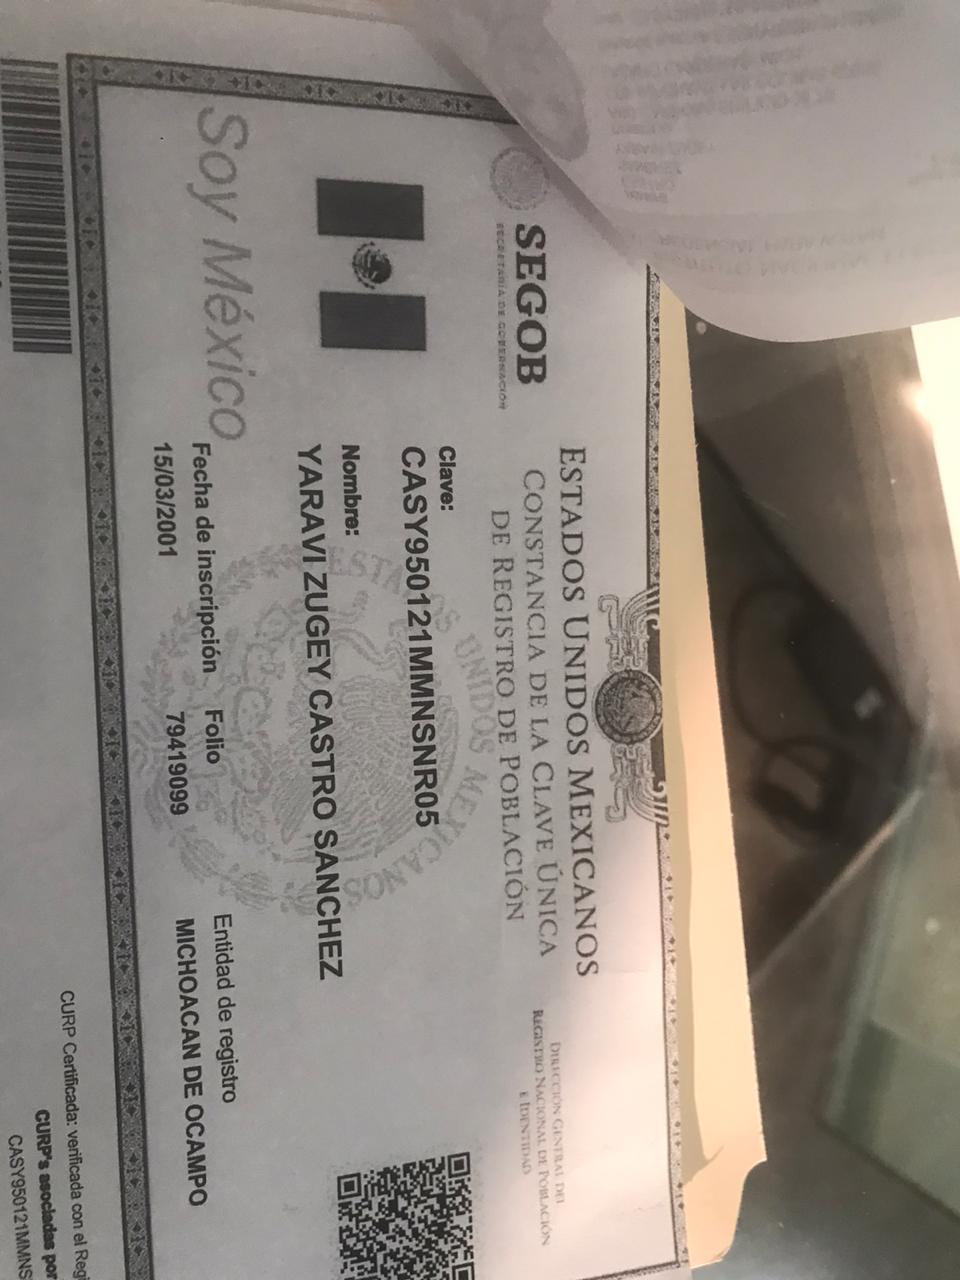 SEGOB
SECRETARÍA DE GOBERNACIÓN
ESTADOS UNIDOS MEXICANOS
CONSTANCIA DE LA CLAVE ÚNICA
DE REGISTRO DE POBLACIÓN
DIRECCIÓN GENERAL DEL
REGISTRO NACIONAL DE POBLACIÓN
E IDENTIDAD
Soy México
Clave:
CASY950121MMNSNR05
Nombre:
YARAVI ZUGEY CASTRO SANCHEZ
Fecha de inscripción
15/03/2001
Folio
79419099
Entidad de registro
MICHOACAN DE OCAMPO
ESTADOS UNIDOS MEXICANOS
CURP Certificada: verificada con el Regi
CURP's asociadas por
CASY950121MMNS